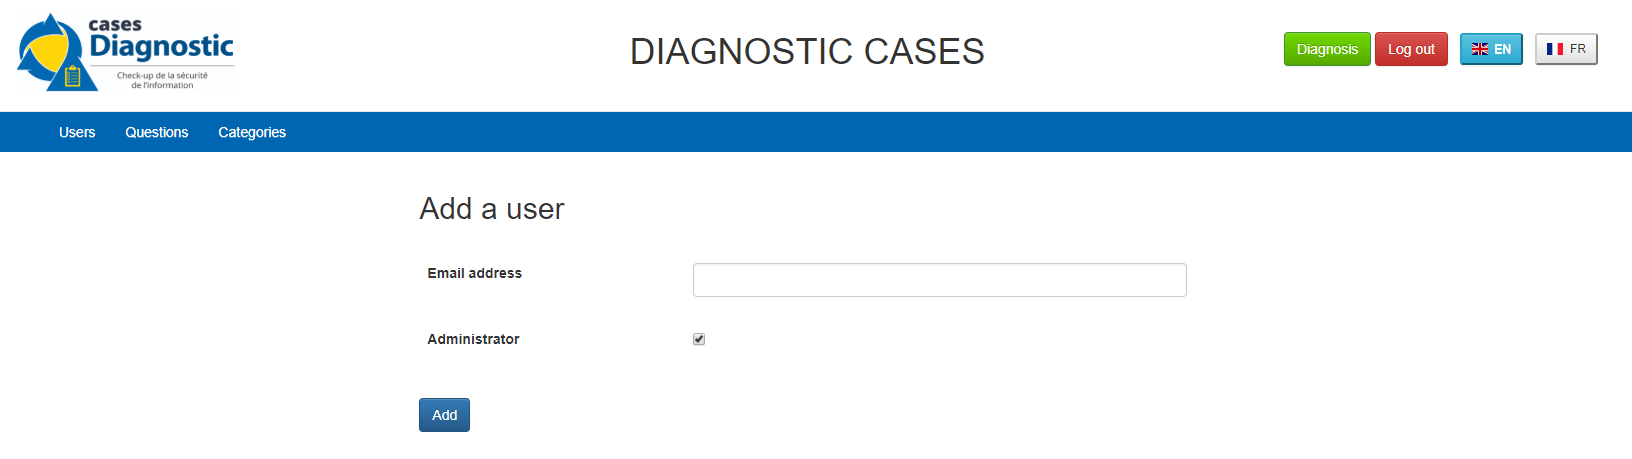 cases
Diagnostic
Check-up de la sécurité
de l'information
DIAGNOSTIC CASES
Diagnosis
Log out
EN
FR
Users
Questions
Categories
Add a user
Email address
Administrator
Add